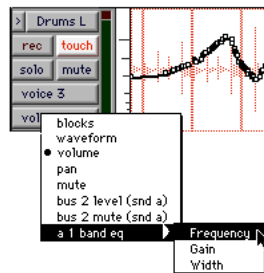 > Drums L
rec touch
solo mute
voice 3
vol
blocks
waveform
volume
pan
mute
bus 2 level (snd a)
bus 2 mute (snd a)
a 1 band eq
Frequency
Gain
Width